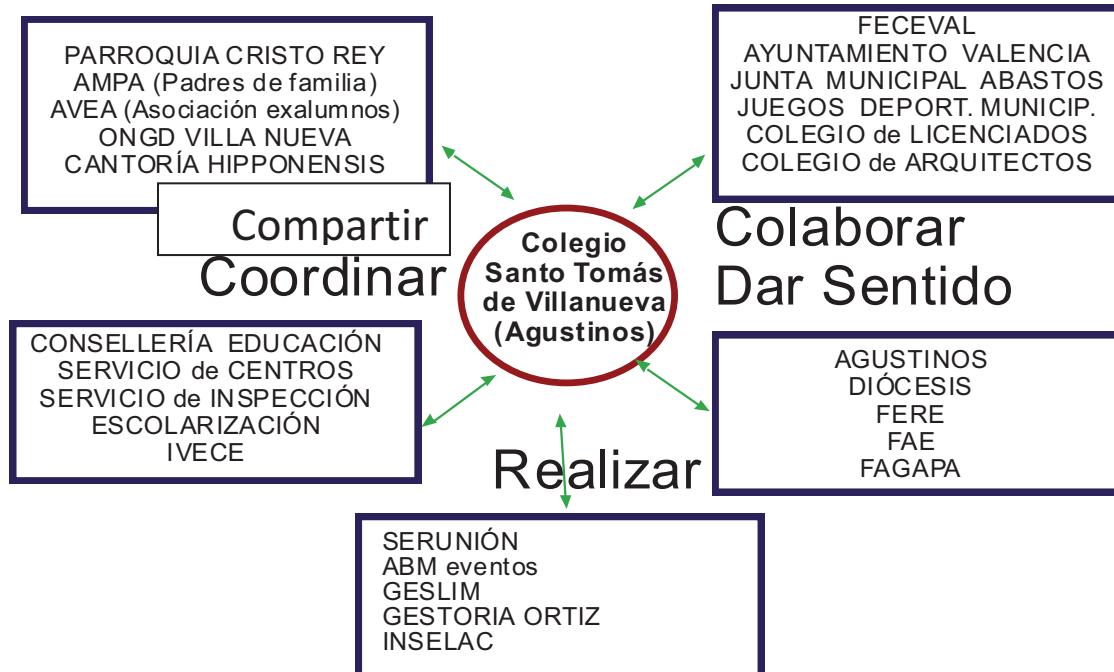 PARROQUIA CRISTO REY
AMPA (Padres de familia)
AVEA (Asociación exalumnos)
ONGD VILLA NUEVA
CANTORÍA HIPPONENSIS
Compartir
Coordinar
FECEVAL
AYUNTAMIENTO VALENCIA
JUNTA MUNICIPAL ABASTOS
JUEGOS DEPORT. MUNICIP.
COLEGIO de LICENCIADOS
COLEGIO de ARQUITECTOS
Colaborar
Dar Sentido
Colegio
Santo Tomás
de Villanueva
(Agustinos)
CONSELLERÍA EDUCACIÓN
SERVICIO de CENTROS
SERVICIO de INSPECCIÓN
ESCOLARIZACIÓN
IVECE
AGUSTINOS
DIÓCESIS
FERE
FAE
FAGAPA
Realizar
SERUNIÓN
ABM eventos
GESLIM
GESTORIA ORTIZ
INSELAC